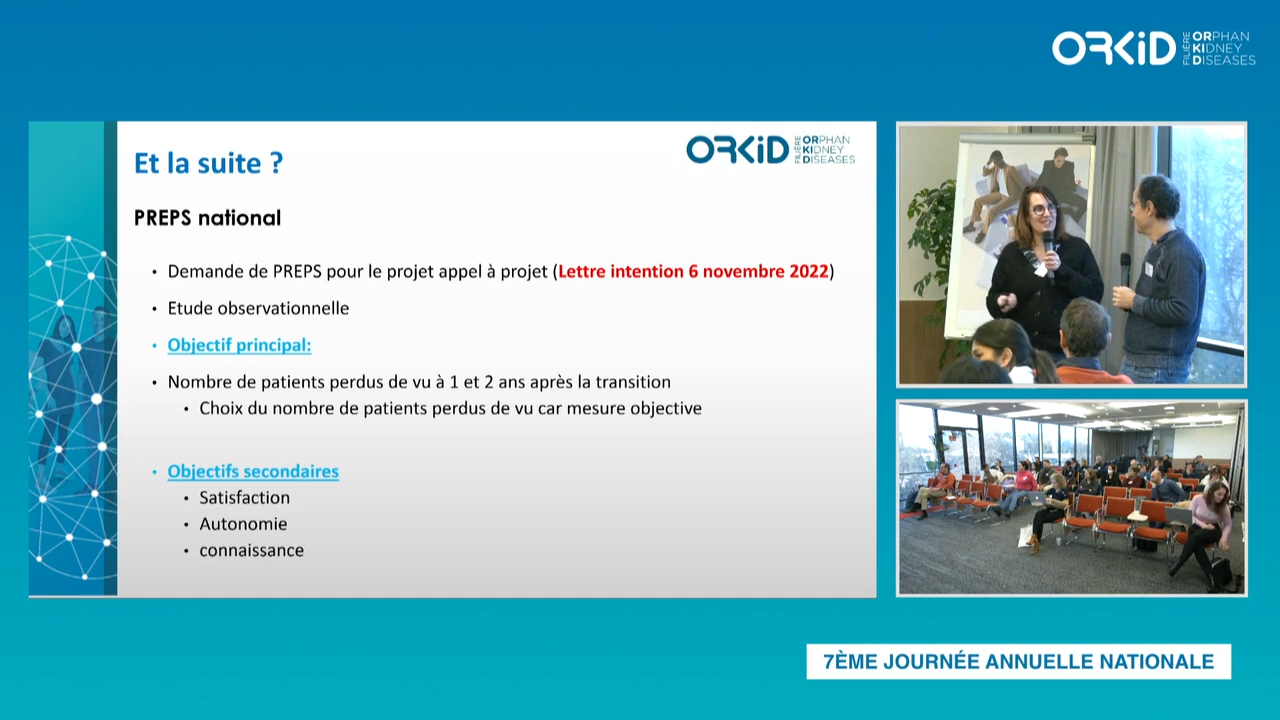 ORKiD FILIÈRE ORPHAN
KIDNEY
DISEASES
Et la suite ?
ORKiD FILIÈRE ORPHAN
KIDNEY
DISEASES
PREPS national
• Demande de PREPS pour le projet appel à projet (Lettre intention 6 novembre 2022)
• Etude observationnelle
• Objectif principal:
• Nombre de patients perdus de vu à 1 et 2 ans après la transition
• Choix du nombre de patients perdus de vu car mesure objective
• Objectifs secondaires
• Satisfaction
• Autonomie
• connaissance
7ÈME JOURNÉE ANNUELLE NATIONALE